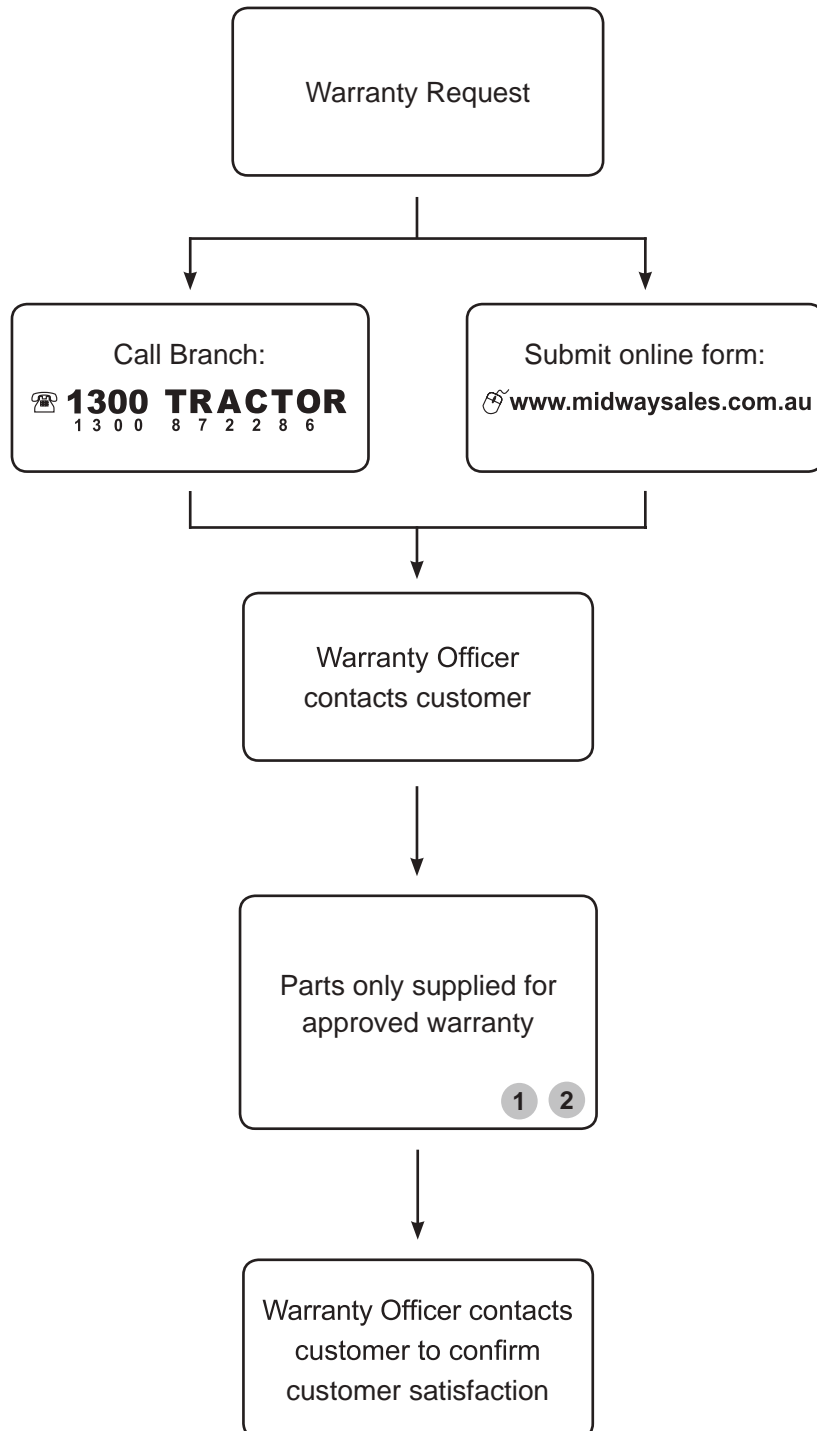 Warranty Request
Call Branch:
1300 TRACTOR
1 3 0 0 8 7 2 2 8 6
Submit online form:
www.midwaysales.com.au
Warranty Officer
contacts customer
Parts only supplied for
approved warranty
1 2
Warranty Officer contacts
customer to confirm
customer satisfaction